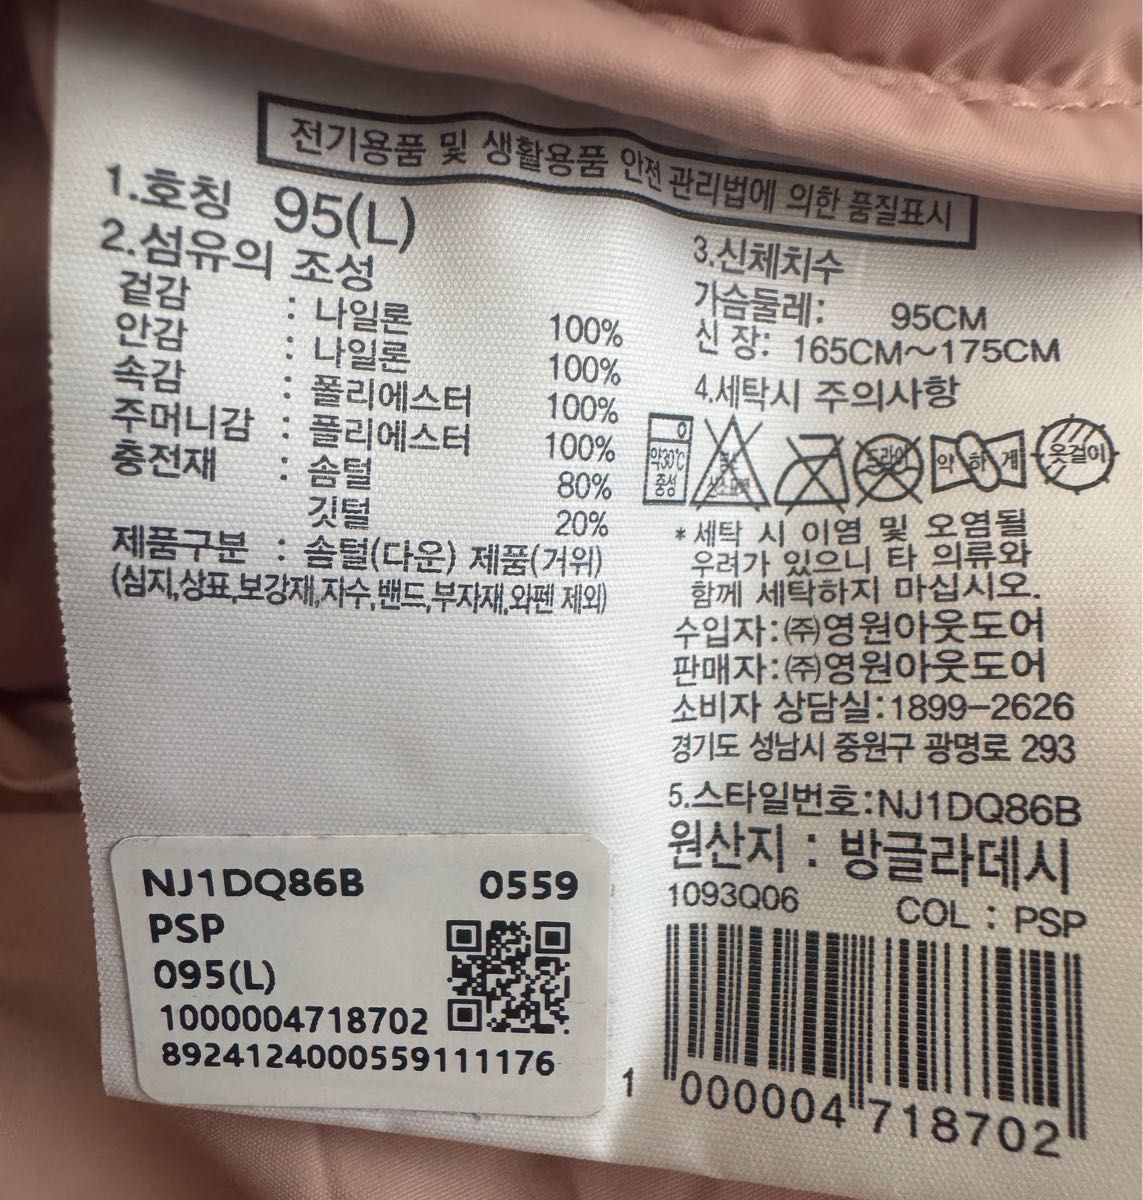 전기용품 및 생활용품 안전 관리법에 의한 품질표시
1.호칭 95(L)
2.섬유의 조성
겉감 : 나일론 100%
안감 : 나일론 100%
속감 : 폴리에스터 100%
주머니감 : 폴리에스터 100%
충전재 : 솜털 80%
깃털 20%
제품구분 : 솜털(다운) 제품(거위)
(심지,상표,보강재,자수,밴드,부자재,와펜 제외)
3.신체치수
가슴둘레: 95CM
신 장: 165CM~175CM
4.세탁시 주의사항
약30℃
중성
드라이
약 하 게
옷걸이
*세탁 시 이염 및 오염될
우려가 있으니 타 의류와
함께 세탁하지 마십시오.
수입자:㈜영원아웃도어
판매자:㈜영원아웃도어
소비자 상담실:1899-2626
경기도 성남시 중원구 광명로 293
5.스타일번호:NJ1DQ86B
원산지 : 방글라데시
1093Q06 COL : PSP
1 000004 718702
NJ1DQ86B 0559
PSP
095(L)
1000004718702
8924124000559111176